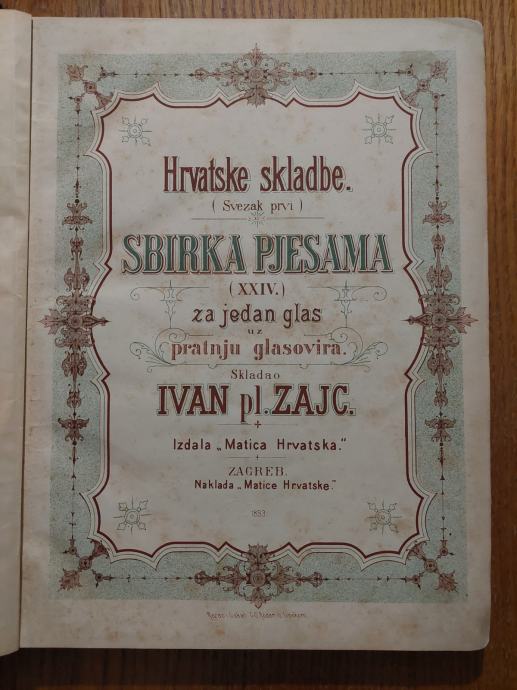 Hrvatske skladbe.
( Svezak prvi )
SBIRKA PJESAMA
(XXIV.)
za jedan glas
uz
pratnju glasovira.
Skladao
IVAN pl. ZAJC.
Izdala „Matica Hrvatska.“
ZAGREB.
Naklada „Matice Hrvatske.“
1883